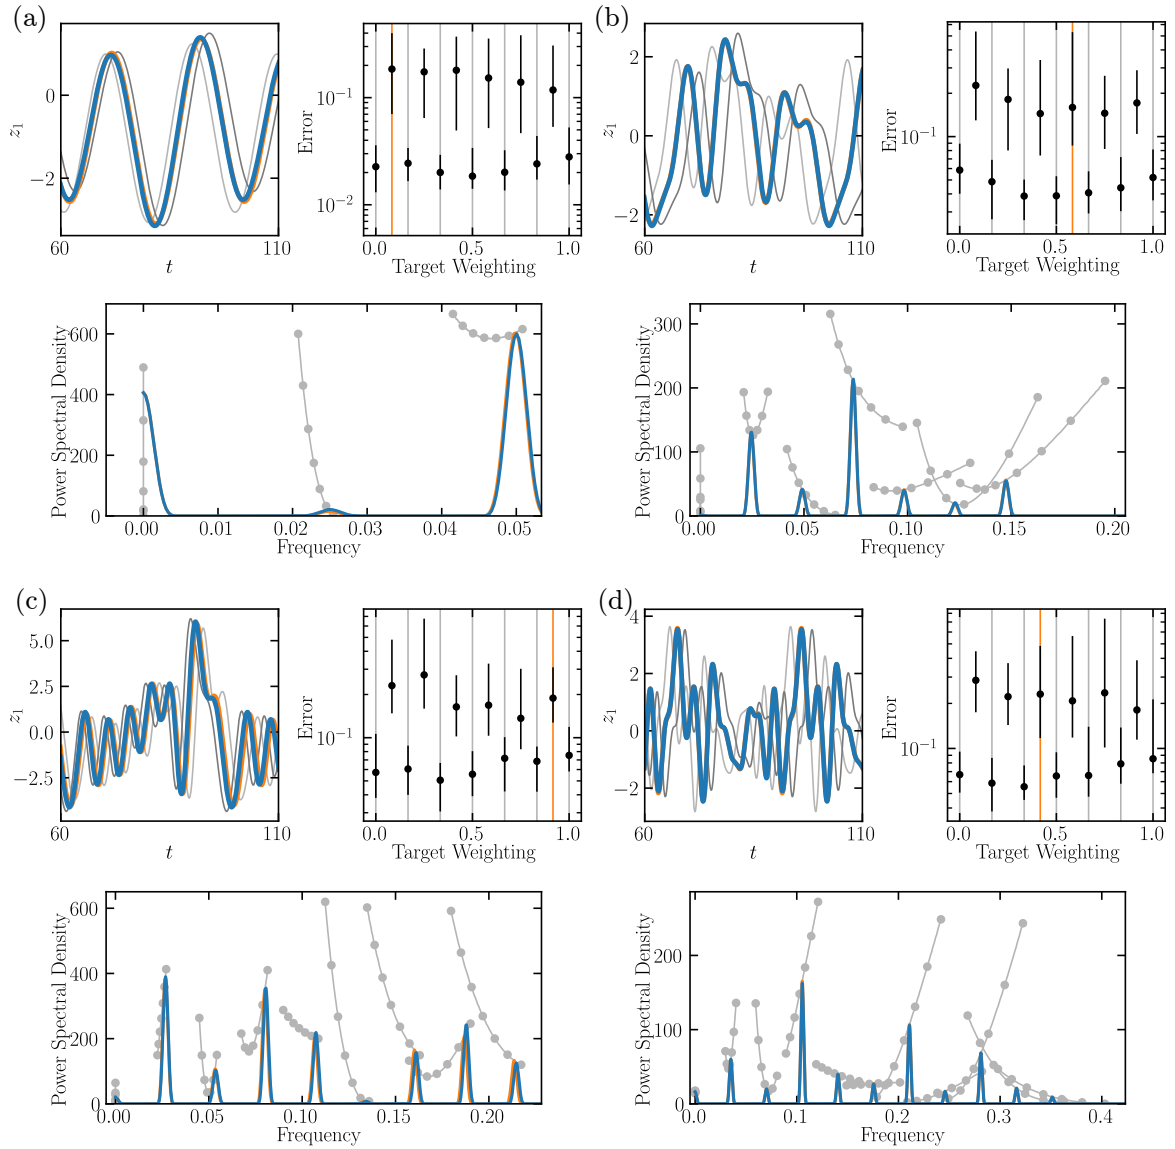 (a)
z₁
0
−2
60
110
t
Error
10⁻¹
10⁻²
0.0
0.5
1.0
Target Weighting
(b)
z₁
2
0
−2
60
110
t
Error
10⁻¹
0.0
0.5
1.0
Target Weighting
Power Spectral Density
600
400
200
0
0.00
0.01
0.02
0.03
0.04
0.05
Frequency
Power Spectral Density
300
200
100
0
0.00
0.05
0.10
0.15
0.20
Frequency
(c)
z₁
5.0
2.5
0.0
−2.5
60
110
t
Error
10⁻¹
0.0
0.5
1.0
Target Weighting
(d)
z₁
4
2
0
−2
60
110
t
Error
10⁻¹
0.0
0.5
1.0
Target Weighting
Power Spectral Density
600
400
200
0
0.00
0.05
0.10
0.15
0.20
Frequency
Power Spectral Density
200
100
0
0.0
0.1
0.2
0.3
0.4
Frequency